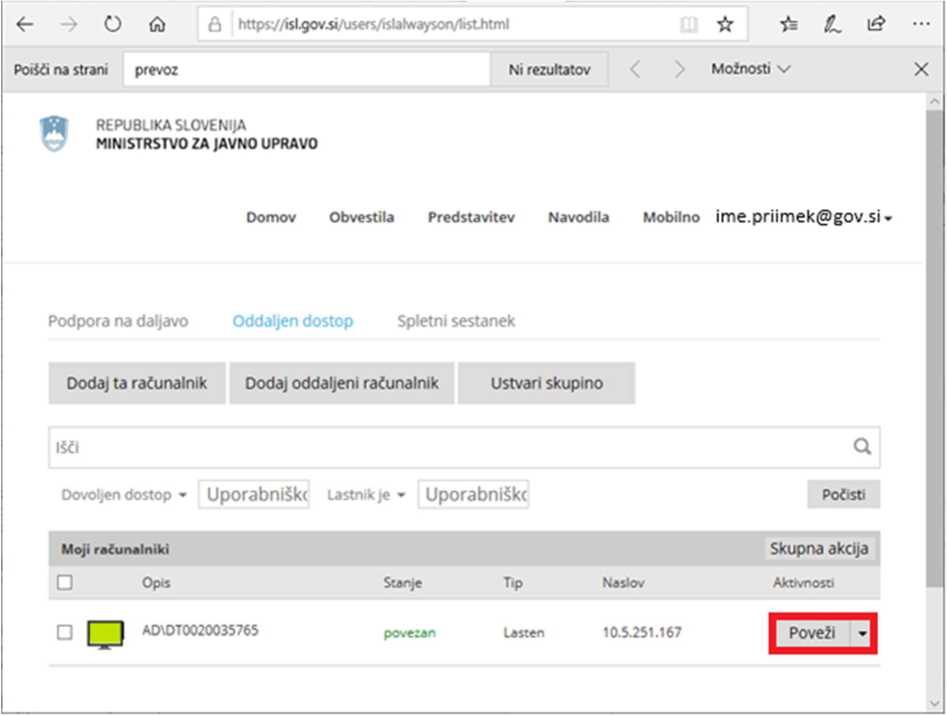 https://isl.gov.si/users/islalwayson/list.html
Poišči na strani prevoz Ni rezultatov Možnosti
REPUBLIKA SLOVENIJA
MINISTRSTVO ZA JAVNO UPRAVO
Domov Obvestila Predstavitev Navodila Mobilno ime.priimek@gov.si
Podpora na daljavo Oddaljen dostop Spletni sestanek
Dodaj ta računalnik Dodaj oddaljeni računalnik Ustvari skupino
Išči
Dovoljen dostop Uporabniško Lastnik je Uporabniško Počisti
Moji računalniki Skupna akcija
Opis Stanje Tip Naslov Aktivnosti
AD\DT0020035765 povezan Lasten 10.5.251.167 Poveži